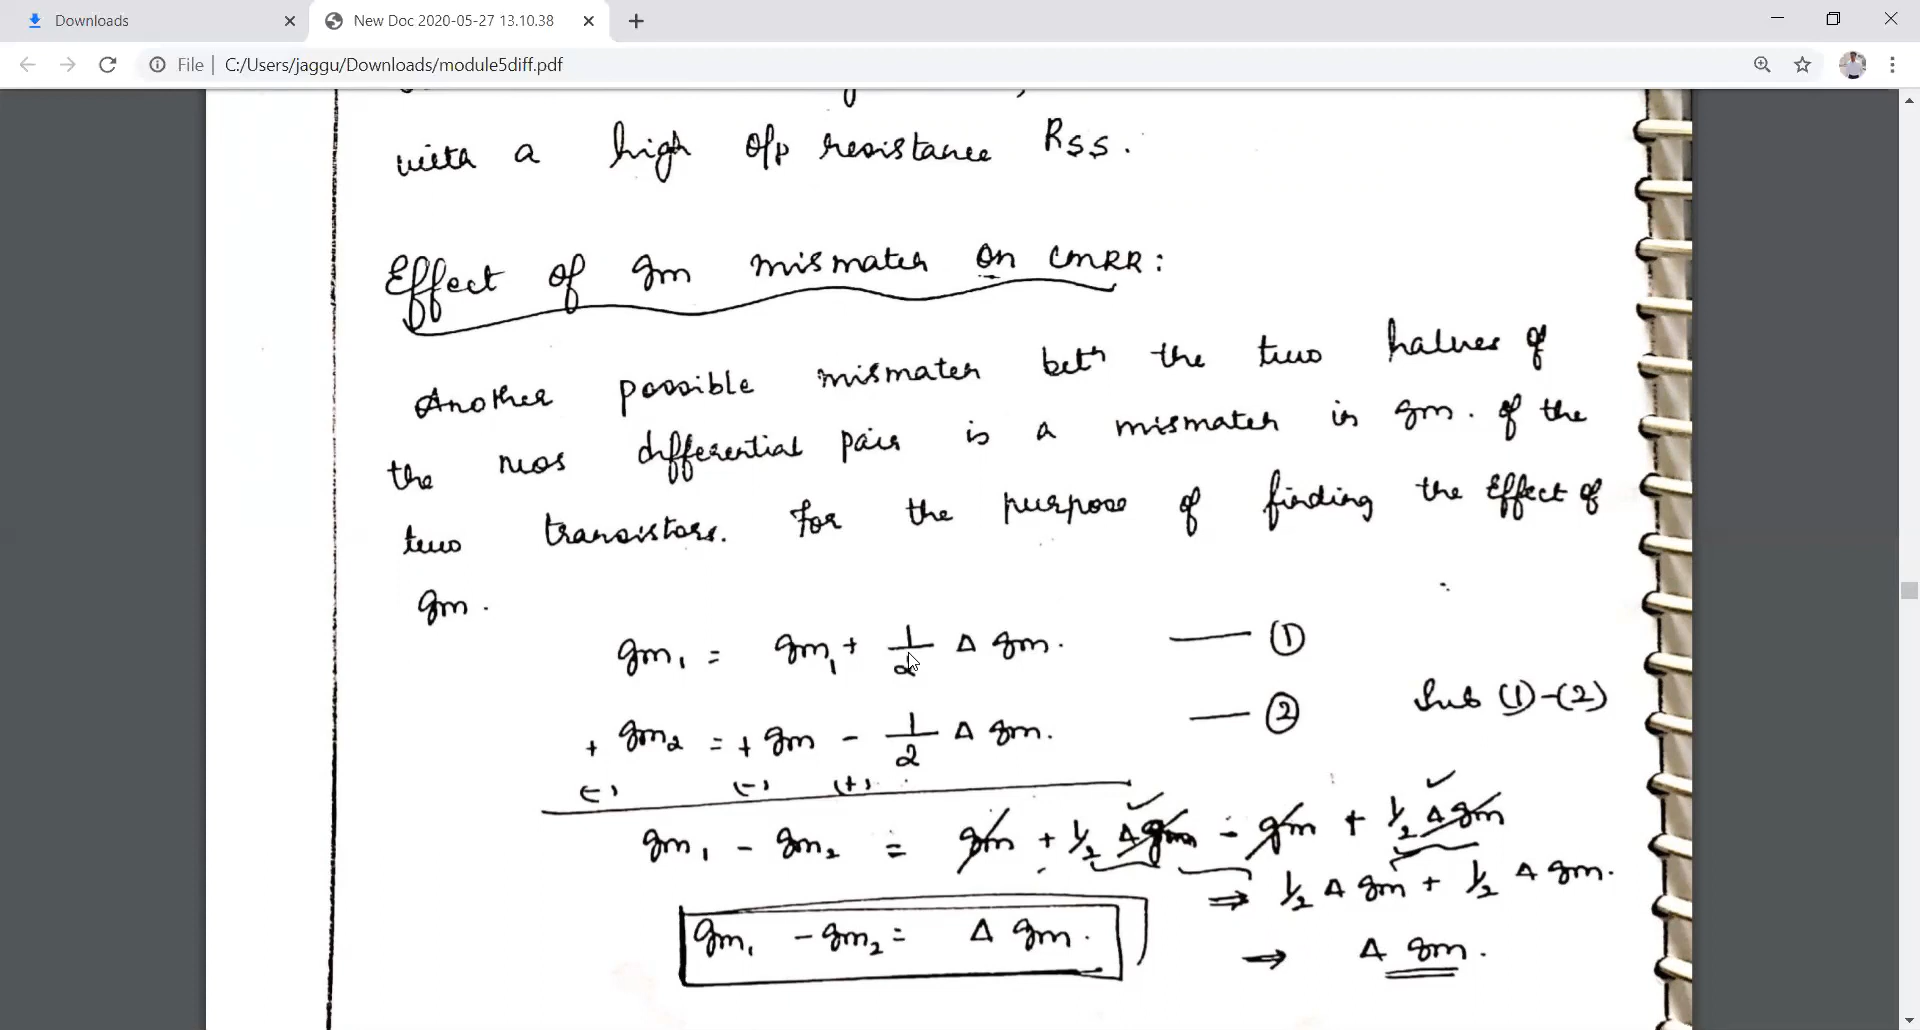 Downloads
New Doc 2020-05-27 13.10.38
File | C:/Users/jaggu/Downloads/module5diff.pdf
with a high o/p resistance RSS.
Effect of gm mismatch on CMRR:
Another possible mismatch betn the two halves of
the MOS differential pair is a mismatch in gm. of the
two transistors. For the purpose of finding the Effect of
gm.
gm₁ = gm₁ + 1/2 Δ gm. — ①
+ gm₂ = + gm - 1/2 Δ gm. — ② Sub (1)-(2)
(-) (-) (+)
gm₁ - gm₂ = gm + 1/2 Δgm - gm + 1/2 Δgm
⇒ 1/2 Δ gm + 1/2 Δ gm.
gm₁ - gm₂ = Δ gm.
⇒ Δ gm.